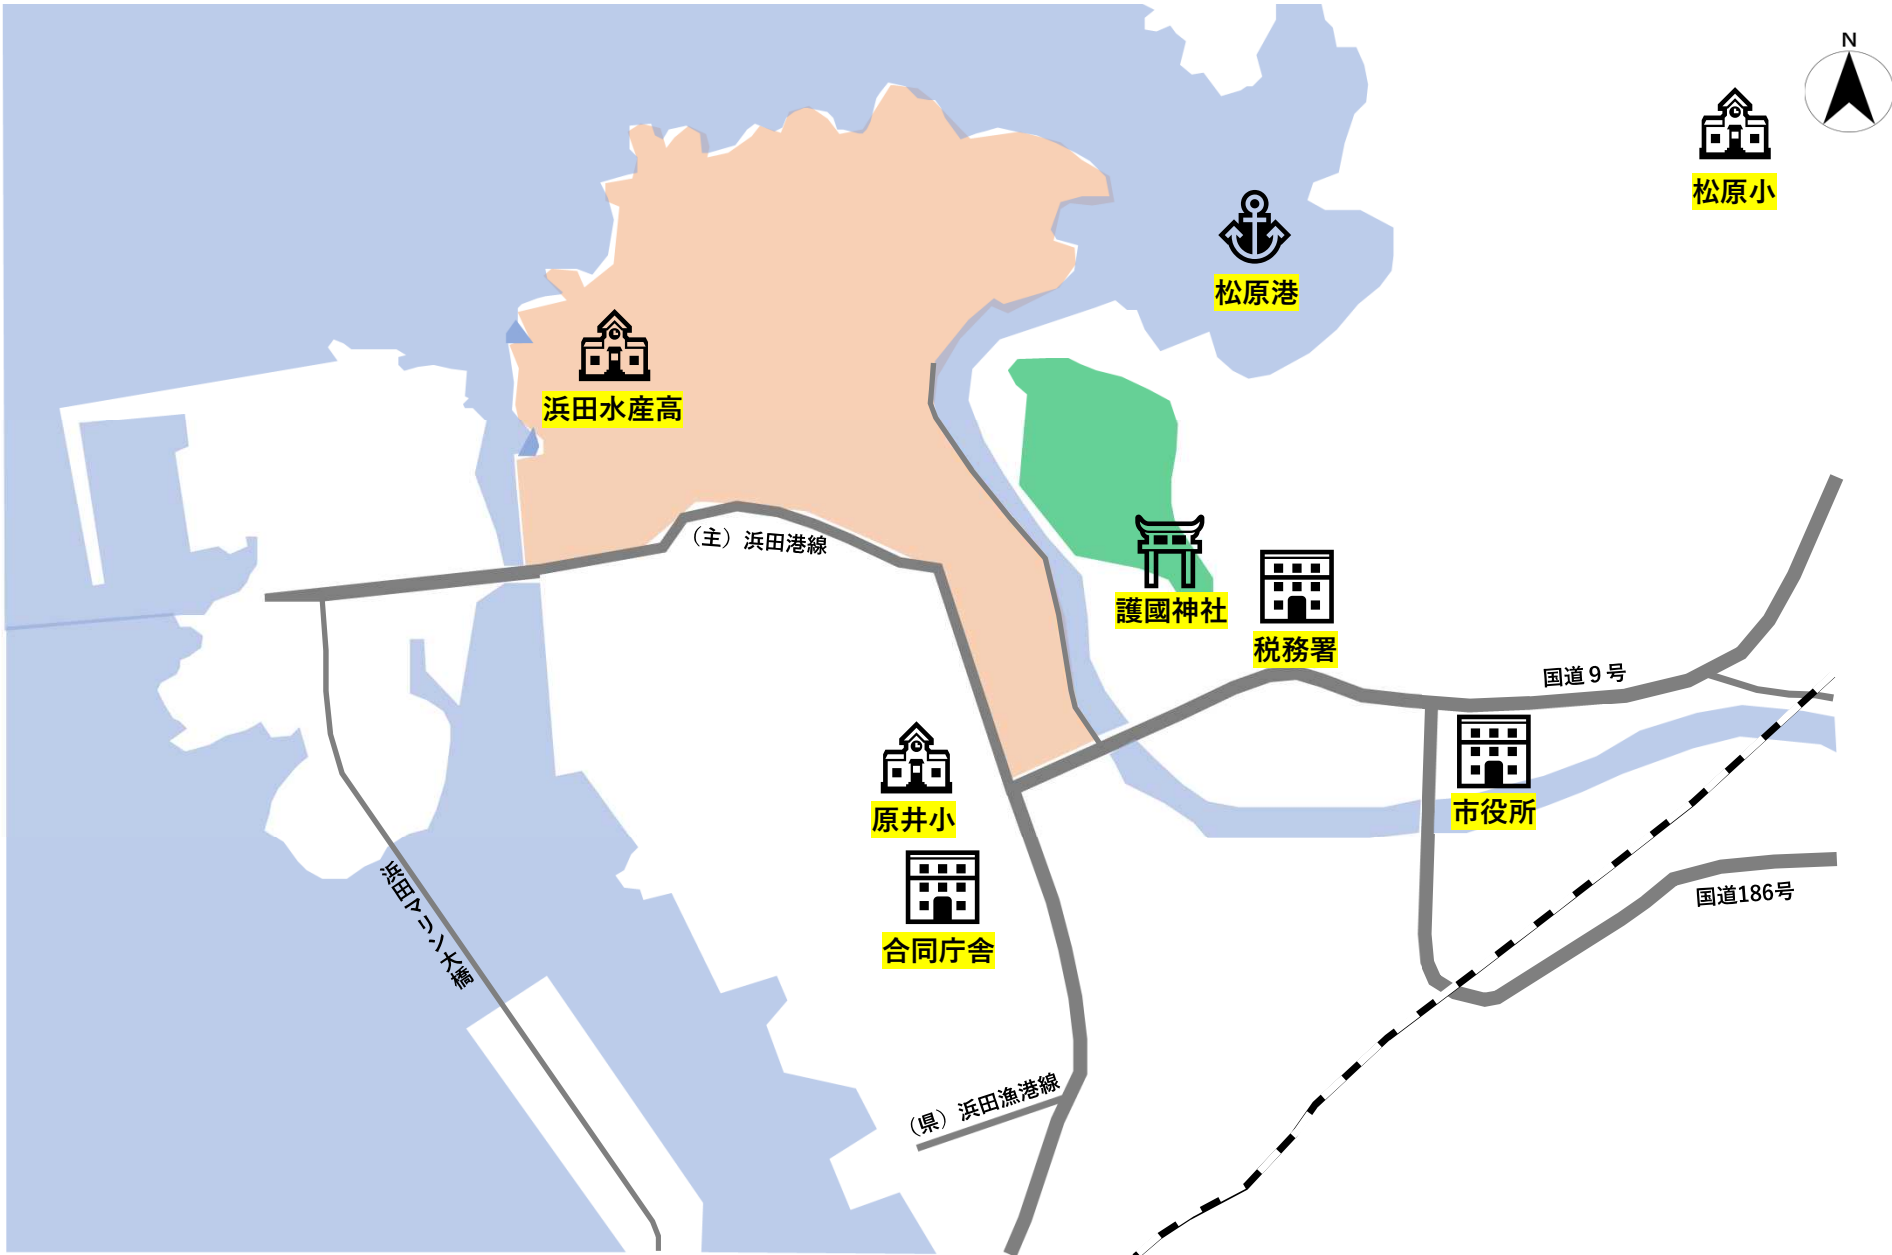 N
松原小
松原港
浜田水産高
(主)浜田港線
護國神社
税務署
国道9号
市役所
原井小
合同庁舎
国道186号
浜田マリン大橋
(県)浜田漁港線